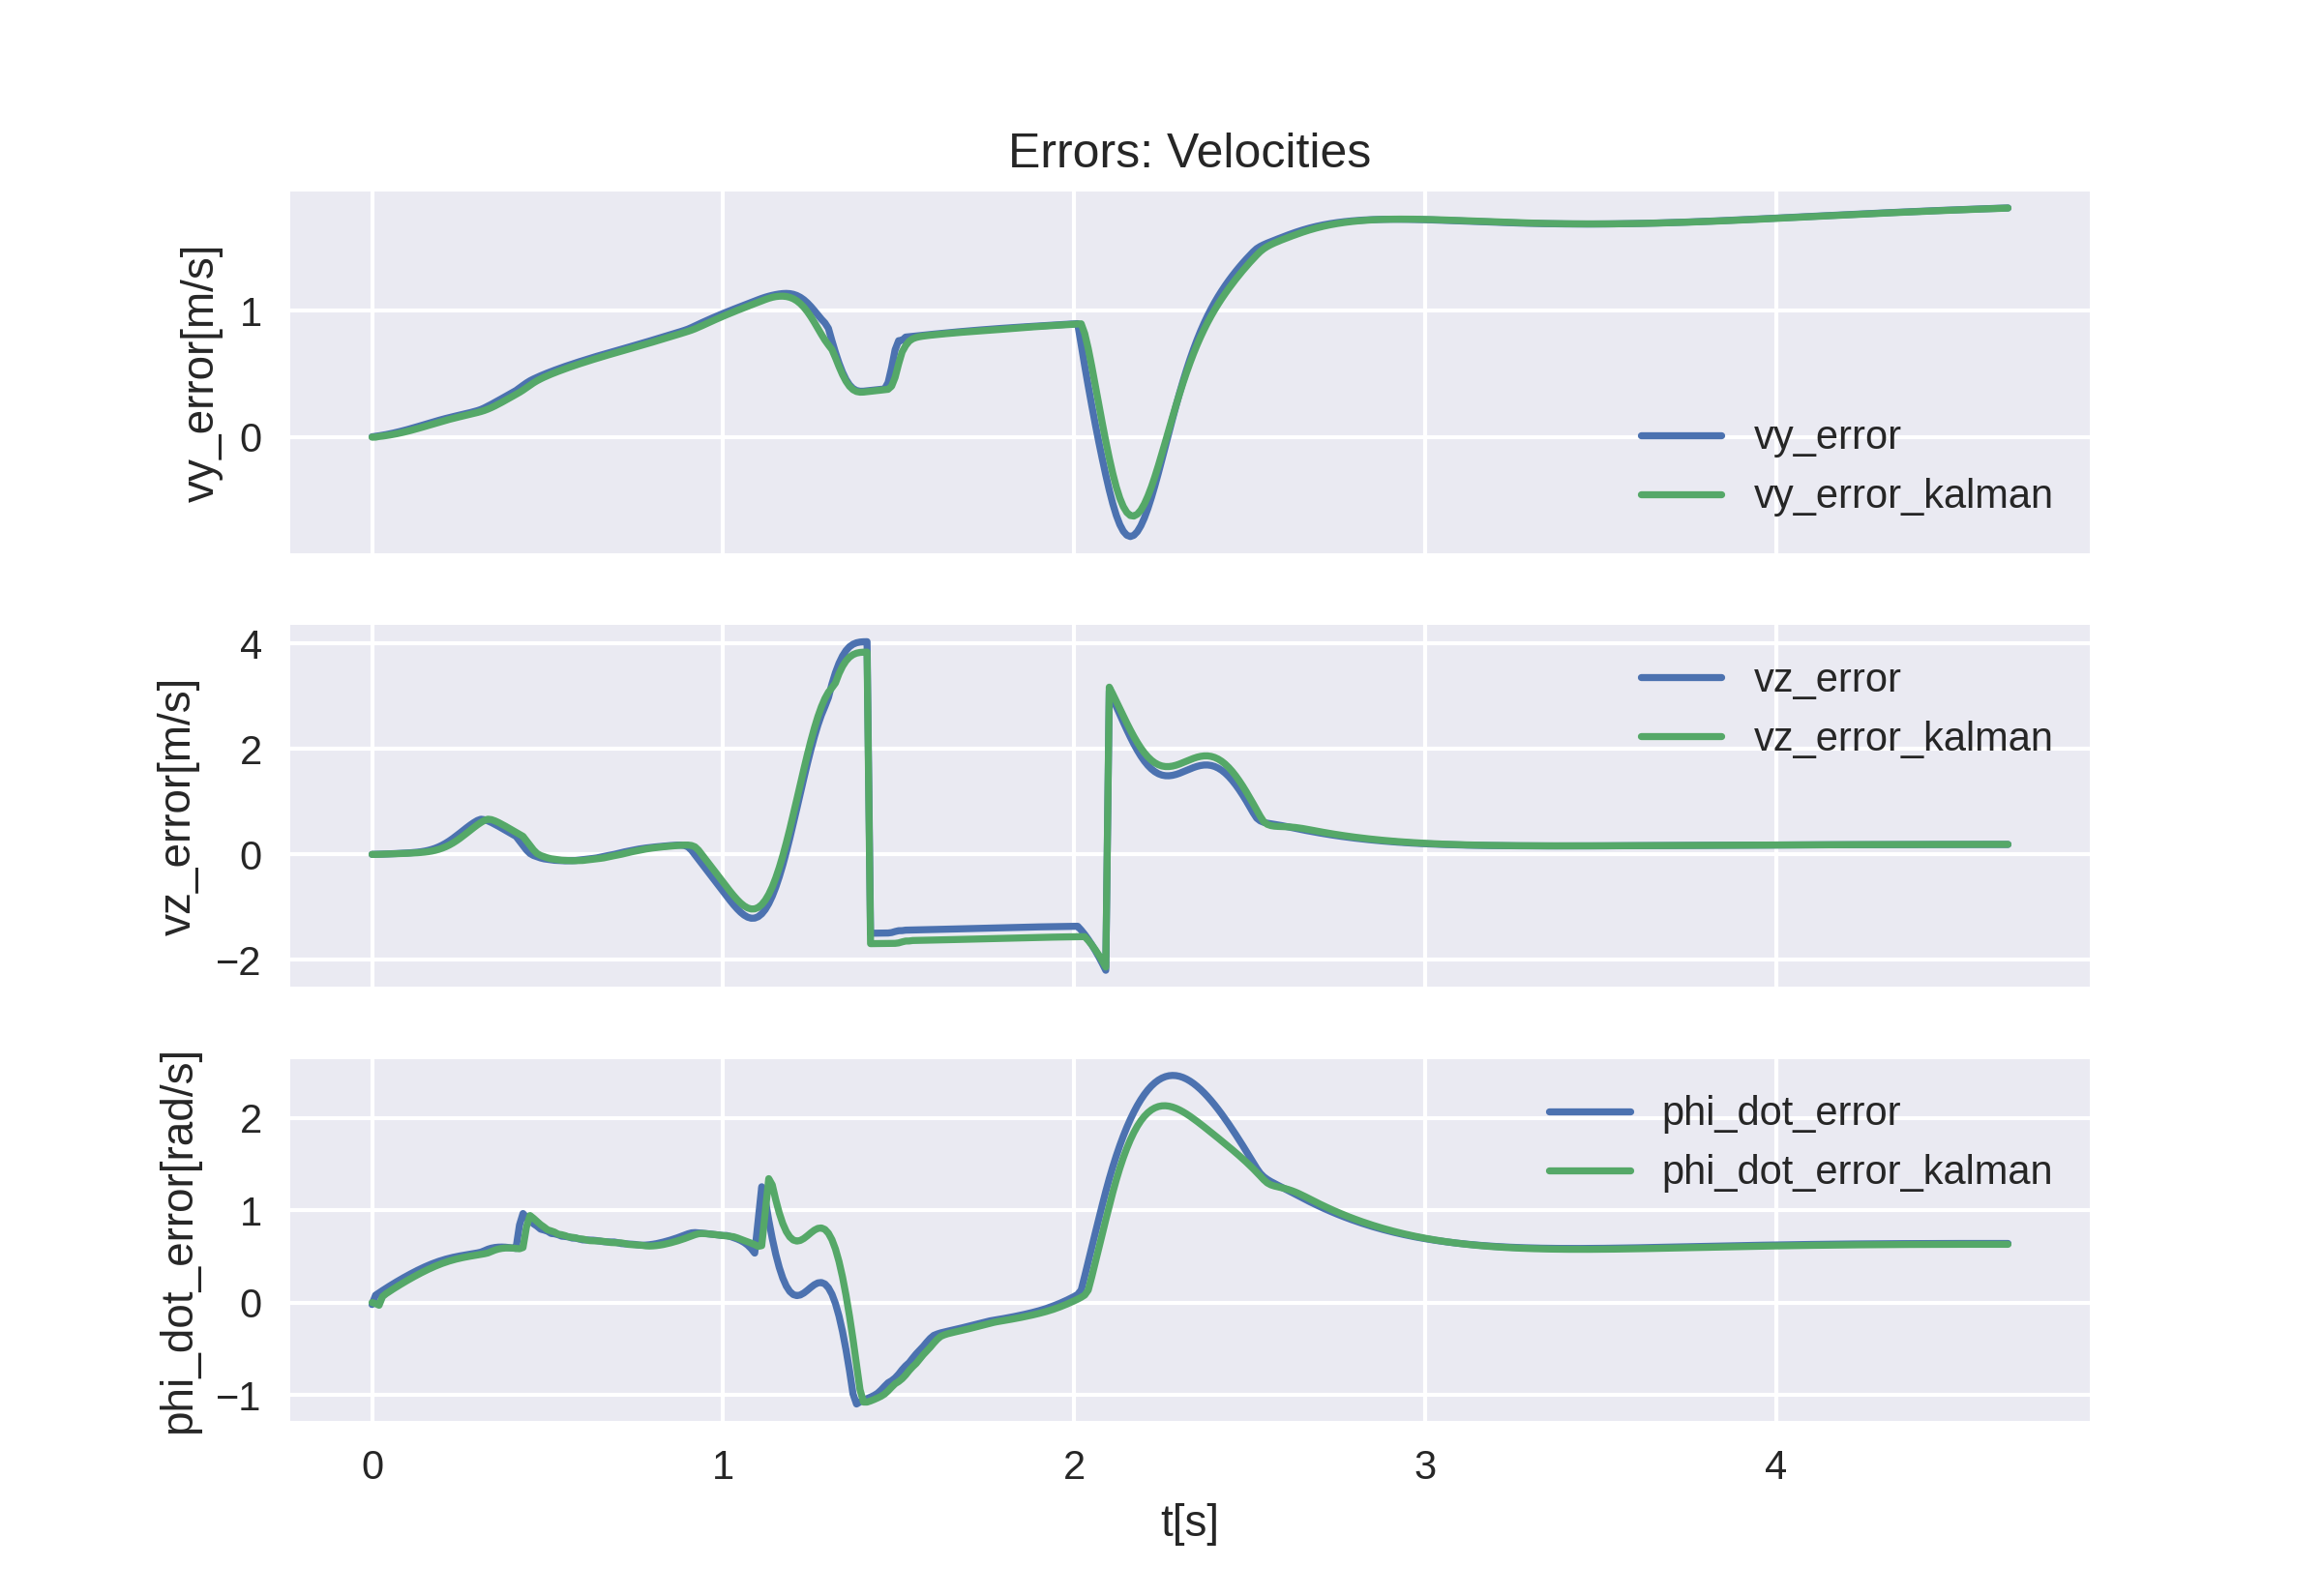 Errors: Velocities
vy_error[m/s]
1
0
vy_error
vy_error_kalman
vz_error[m/s]
4
2
0
−2
vz_error
vz_error_kalman
phi_dot_error[rad/s]
2
1
0
−1
phi_dot_error
phi_dot_error_kalman
0 1 2 3 4
t[s]